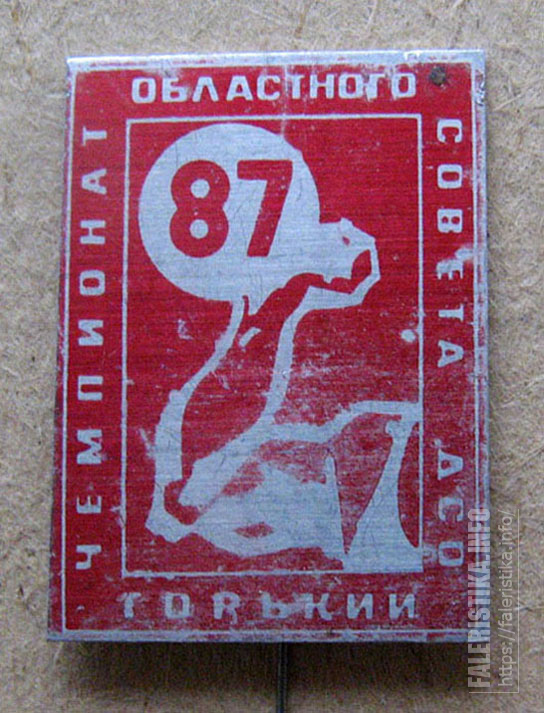 ЧЕМПИОНАТ
ОБЛАСТНОГО
СОВЕТА ДСО
87
ГОРЬКИЙ
FALERISTIKA.INFO
https://faleristika.info/